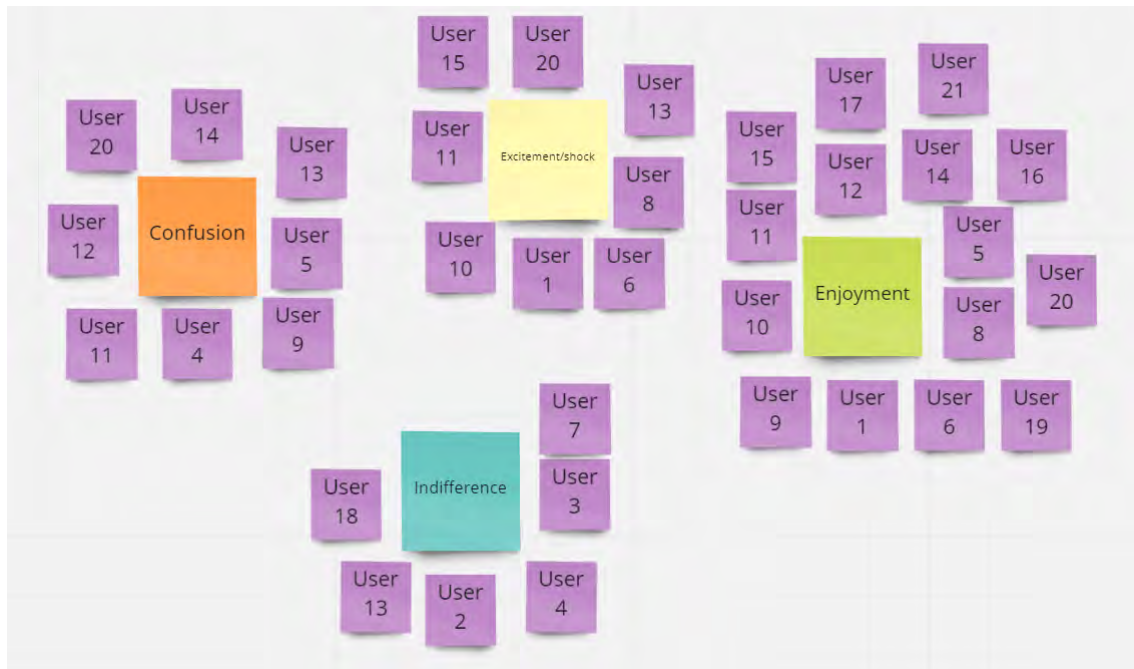 User
20
User
14
User
13
User
12
Confusion
User
5
User
11
User
4
User
9
User
15
User
20
User
13
User
11
Excitement/shock
User
8
User
10
User
1
User
6
User
17
User
21
User
15
User
12
User
14
User
16
User
11
User
5
User
10
Enjoyment
User
8
User
20
User
9
User
1
User
6
User
19
User
7
User
18
Indifference
User
3
User
13
User
2
User
4